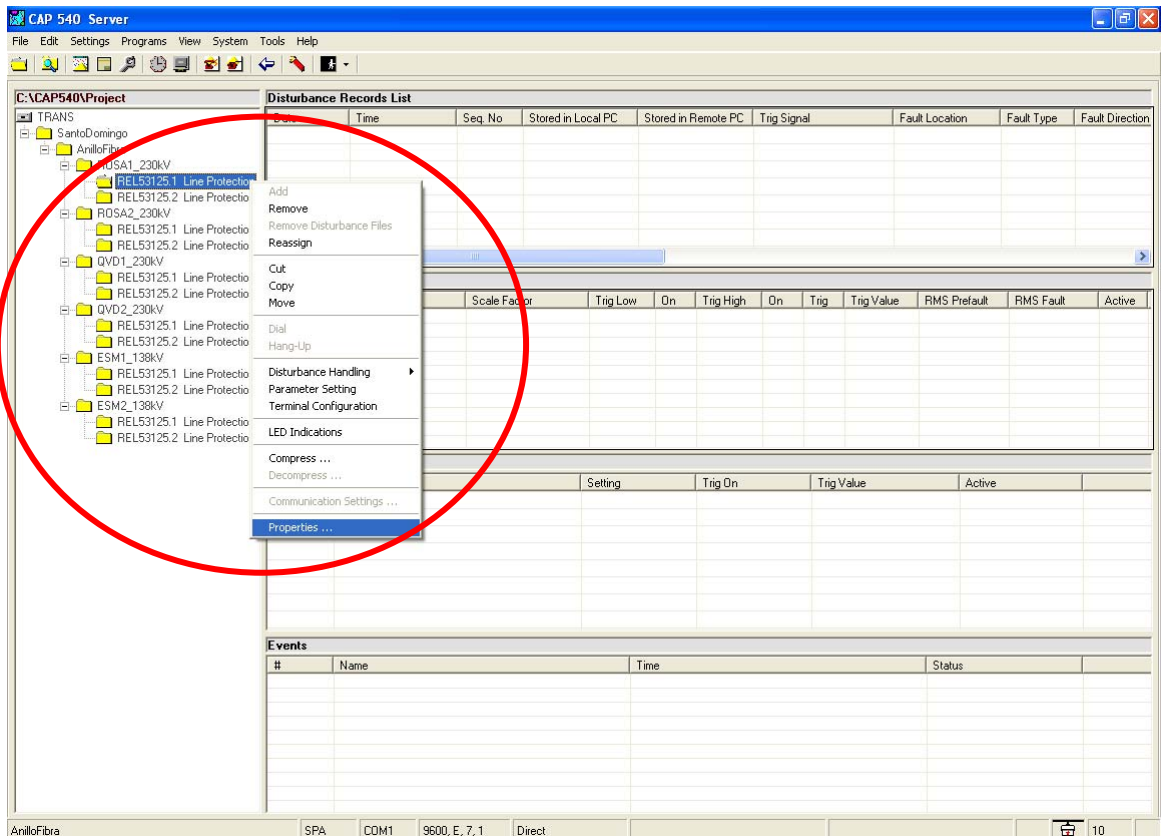 CAP 540 Server
File Edit Settings Programs View System Tools Help
C:\CAP540\Project
TRANS
SantoDomingo
AnilloFibra
ROSA1_230kV
REL53125.1 Line Protection
REL53125.2 Line Protectio
ROSA2_230kV
REL53125.1 Line Protectio
REL53125.2 Line Protectio
QVD1_230kV
REL53125.1 Line Protectio
REL53125.2 Line Protectio
QVD2_230kV
REL53125.1 Line Protectio
REL53125.2 Line Protectio
ESM1_138kV
REL53125.1 Line Protectio
REL53125.2 Line Protectio
ESM2_138kV
REL53125.1 Line Protectio
REL53125.2 Line Protectio
Add
Remove
Remove Disturbance Files
Reassign
Cut
Copy
Move
Dial
Hang-Up
Disturbance Handling
Parameter Setting
Terminal Configuration
LED Indications
Compress ...
Decompress ...
Communication Settings ...
Properties ...
Disturbance Records List
Date Time Seq. No Stored in Local PC Stored in Remote PC Trig Signal Fault Location Fault Type Fault Direction
Scale Factor Trig Low On Trig High On Trig Trig Value RMS Prefault RMS Fault Active
Setting Trig On Trig Value Active
Events
# Name Time Status
AnilloFibra SPA COM1 9600, E, 7, 1 Direct 10